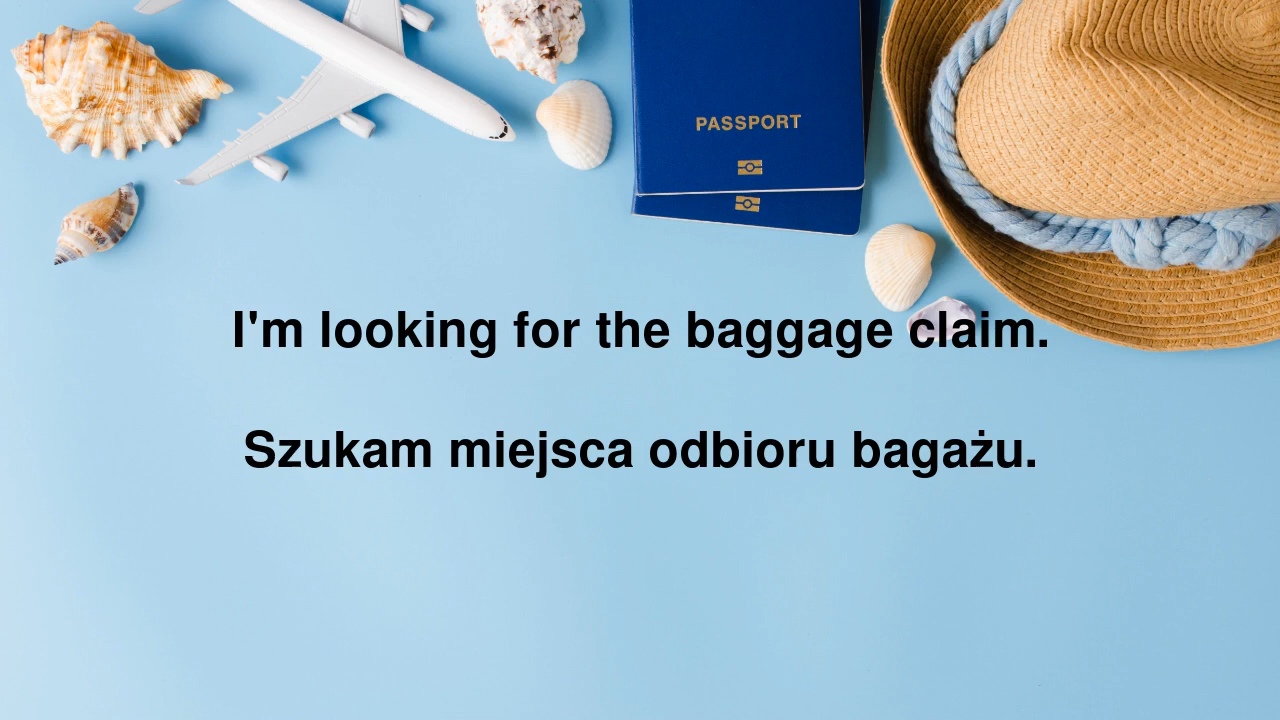 PASSPORT
I'm looking for the baggage claim.
Szukam miejsca odbioru bagażu.